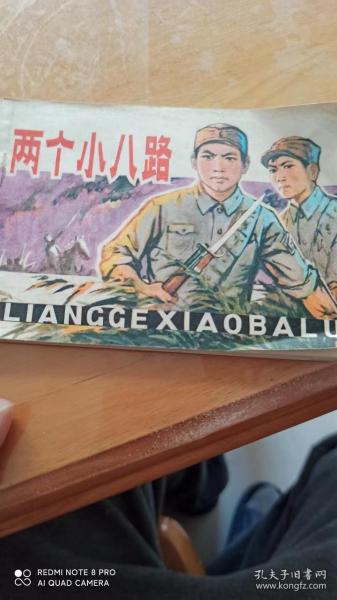 两个小八路
LIANGGEXIAOBALU
REDMI NOTE 8 PRO
AI QUAD CAMERA
孔夫子旧书网
www.kongfz.com